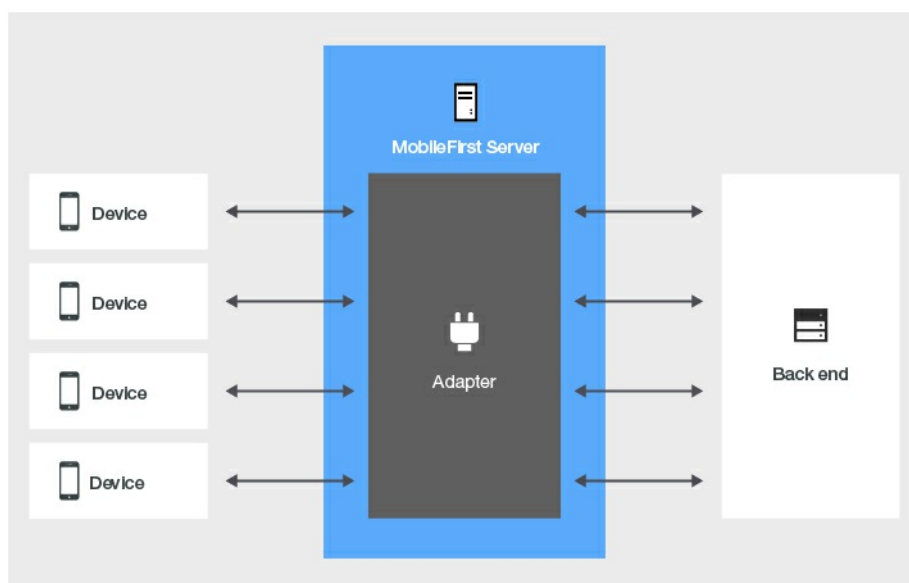 MobileFirst Server
Device
Device
Device
Device
Adapter
Back end